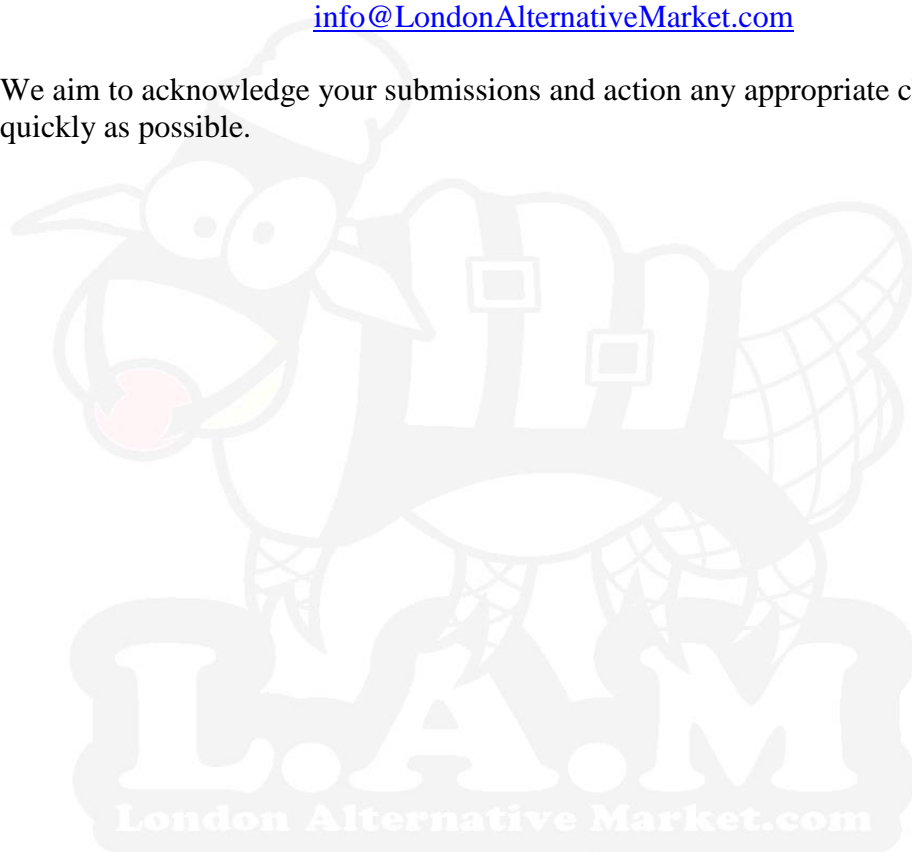 info@LondonAlternativeMarket.com
We aim to acknowledge your submissions and action any appropriate
quickly as possible.
L.A.M
London Alternative Market.com